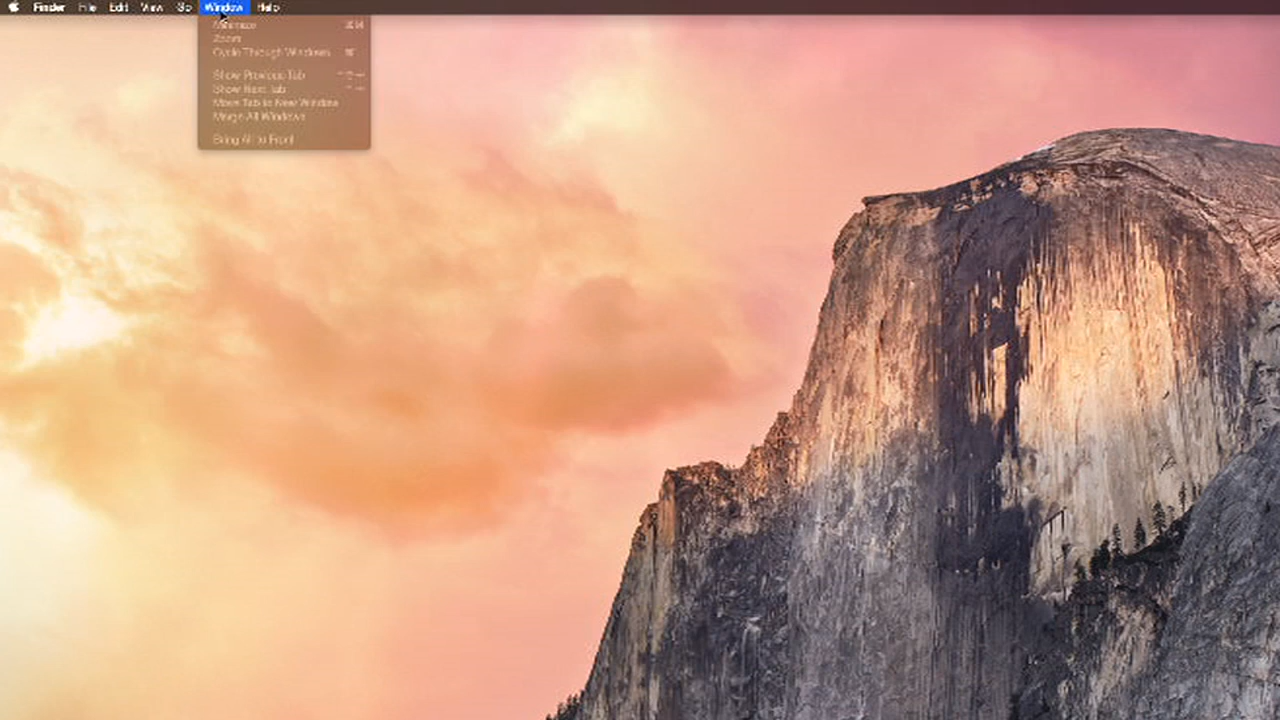 Finder File Edit View Go Window Help
Minimize ⌘M
Zoom
Cycle Through Windows
Show Previous Tab
Show Next Tab
Move Tab to New Window
Merge All Windows
Bring All to Front